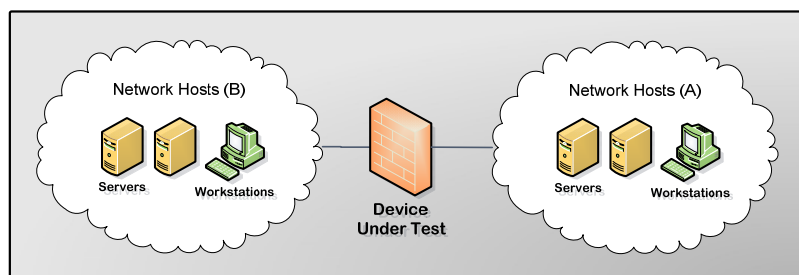 Network Hosts (B)
Servers
Workstations
Device
Under Test
Network Hosts (A)
Servers
Workstations